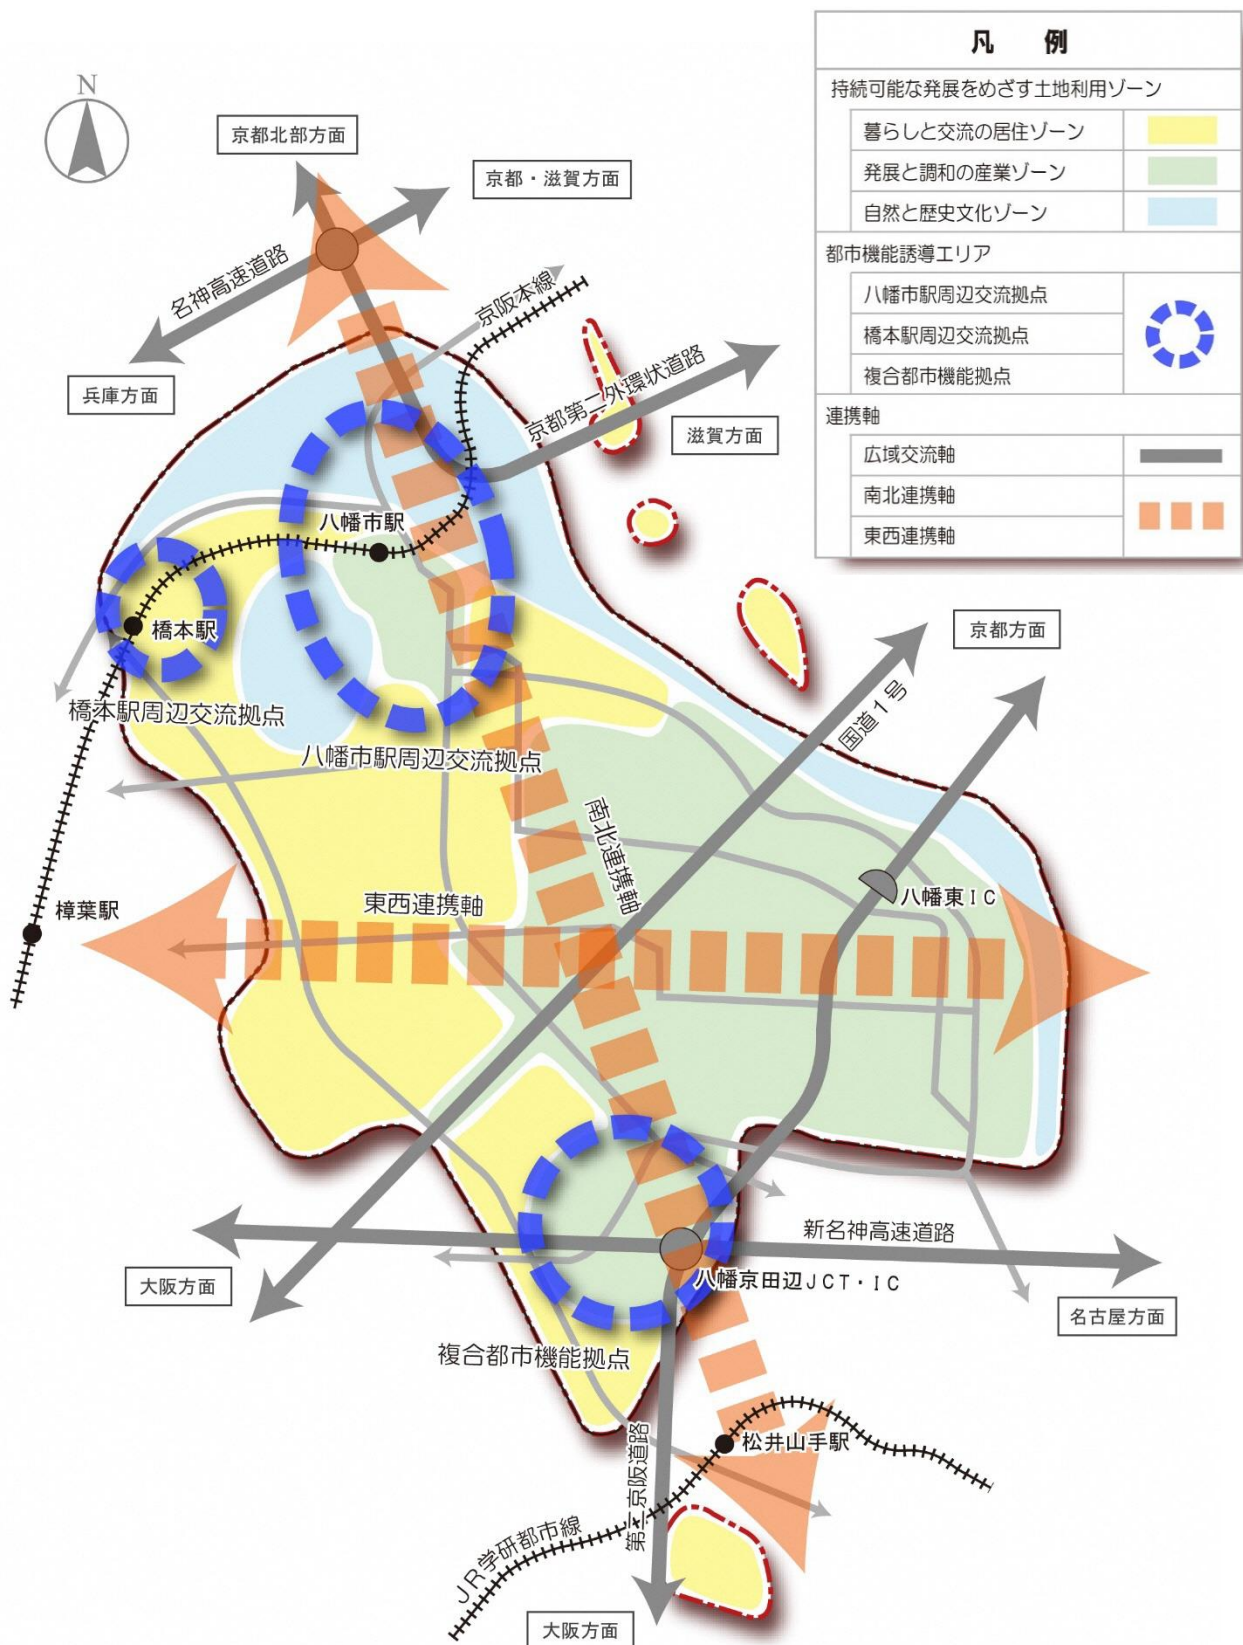 凡 例
持続可能な発展をめざす土地利用ゾーン
暮らしと交流の居住ゾーン
発展と調和の産業ゾーン
自然と歴史文化ゾーン
都市機能誘導エリア
八幡市駅周辺交流拠点
橋本駅周辺交流拠点
複合都市機能拠点
連携軸
広域交流軸
南北連携軸
東西連携軸
N
京都北部方面
京都・滋賀方面
名神高速道路
兵庫方面
京阪本線
京都第二外環状道路
滋賀方面
八幡市駅
橋本駅
橋本駅周辺交流拠点
八幡市駅周辺交流拠点
国道1号
京都方面
南北連携軸
東西連携軸
樟葉駅
八幡東IC
新名神高速道路
大阪方面
八幡京田辺JCT・IC
名古屋方面
複合都市機能拠点
松井山手駅
第二京阪道路
JR学研都市線
大阪方面